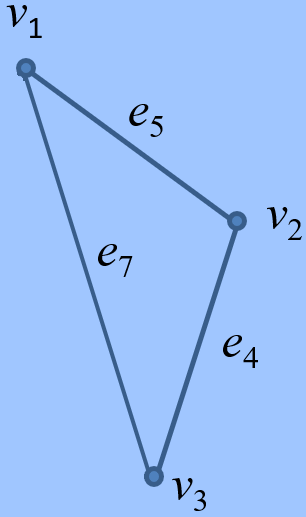 v₁
e₅
v₂
e₇
e₄
v₃